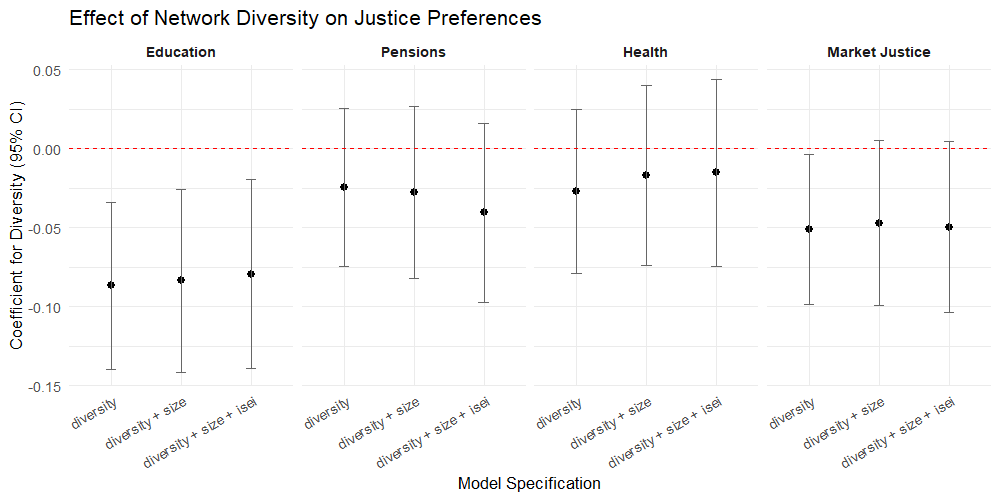 Effect of Network Diversity on Justice Preferences
Education
Pensions
Health
Market Justice
Coefficient for Diversity (95% CI)
0.05
0.00
-0.05
-0.10
-0.15
diversity
diversity + size
diversity + size + isei
diversity
diversity + size
diversity + size + isei
diversity
diversity + size
diversity + size + isei
diversity
diversity + size
diversity + size + isei
Model Specification